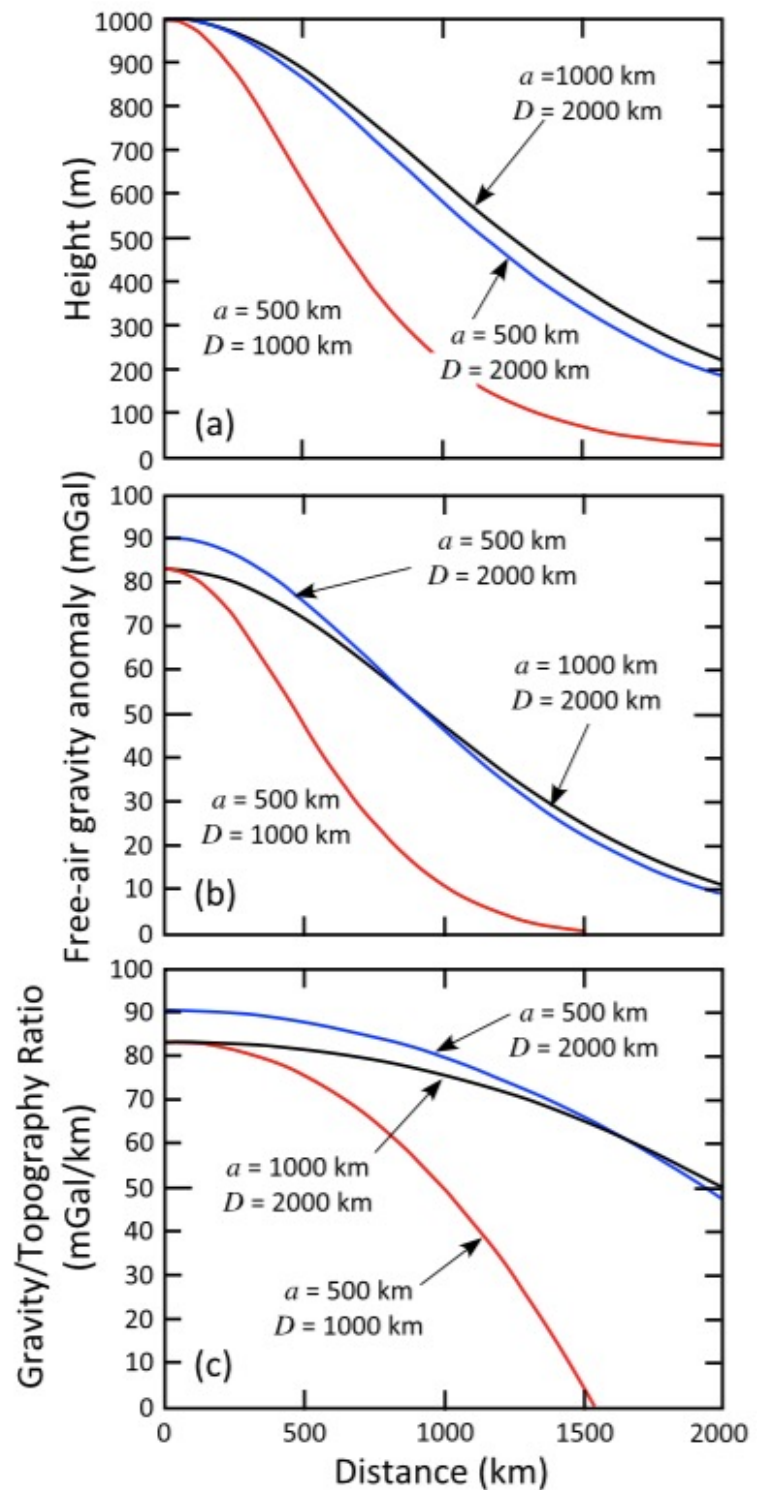 Height (m)
1000
900
800
700
600
500
400
300
200
100
0
a =1000 km
D = 2000 km
a = 500 km
D = 1000 km
a = 500 km
D = 2000 km
(a)
Free-air gravity anomaly (mGal)
100
90
80
70
60
50
40
30
20
10
0
a = 500 km
D = 2000 km
a = 1000 km
D = 2000 km
a = 500 km
D = 1000 km
(b)
Gravity/Topography Ratio
(mGal/km)
100
90
80
70
60
50
40
30
20
10
0
a = 500 km
D = 2000 km
a = 1000 km
D = 2000 km
a = 500 km
D = 1000 km
(c)
0 500 1000 1500 2000
Distance (km)